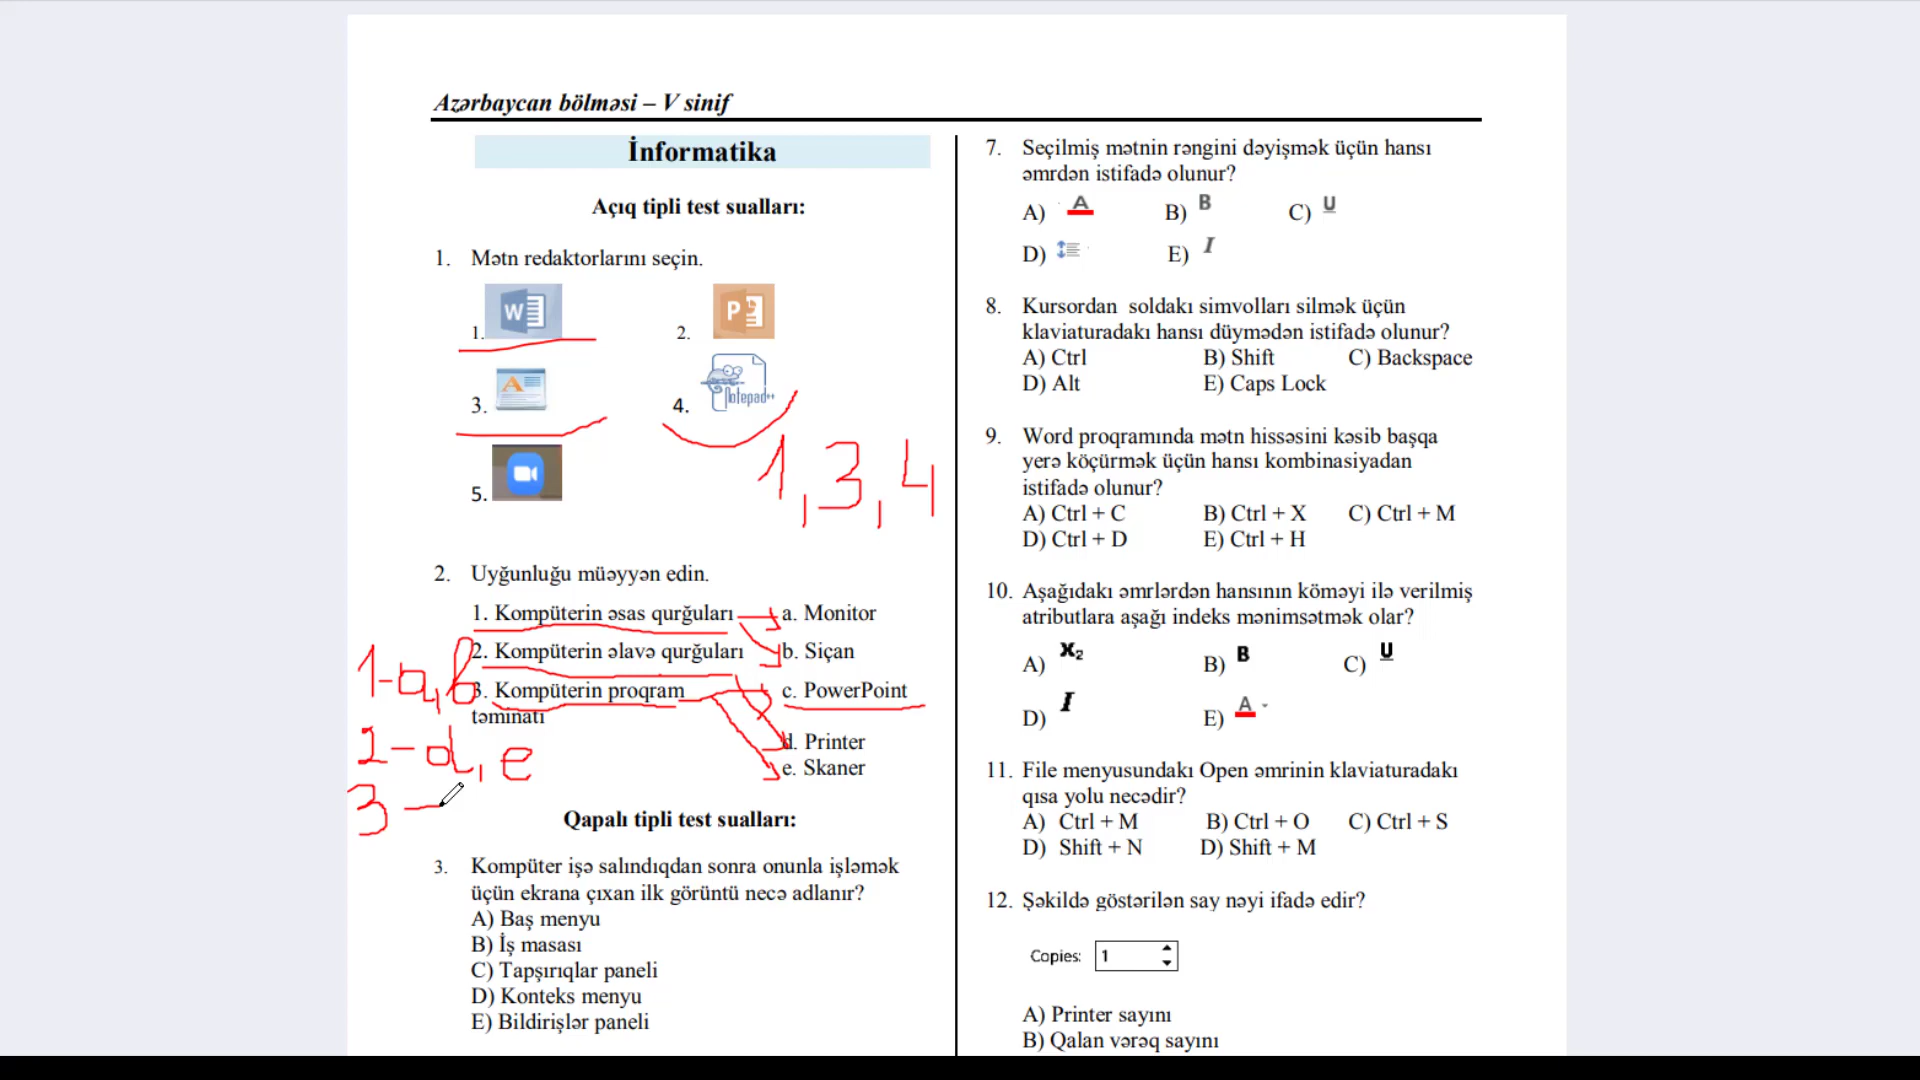 Azərbaycan bölməsi – V sinif
İnformatika
Açıq tipli test sualları:
1. Mətn redaktorlarını seçin.
1. W
2. P
3. A
4. Notepad++
5.
1,3,4
2. Uyğunluğu müəyyən edin.
1. Kompüterin əsas qurğuları a. Monitor
2. Kompüterin əlavə qurğuları b. Siçan
3. Kompüterin proqram təminatı c. PowerPoint
d. Printer
e. Skaner
1-a,b
2-d,e
3-
Qapalı tipli test sualları:
3. Kompüter işə salındıqdan sonra onunla işləmək
üçün ekrana çıxan ilk görüntü necə adlanır?
A) Baş menyu
B) İş masası
C) Tapşırıqlar paneli
D) Konteks menyu
E) Bildirişlər paneli
7. Seçilmiş mətnin rəngini dəyişmək üçün hansı
əmrdən istifadə olunur?
A) A B) B C) U
D) E) I
8. Kursordan soldakı simvolları silmək üçün
klaviaturadakı hansı düymədən istifadə olunur?
A) Ctrl B) Shift C) Backspace
D) Alt E) Caps Lock
9. Word proqramında mətn hissəsini kəsib başqa
yerə köçürmək üçün hansı kombinasiyadan
istifadə olunur?
A) Ctrl + C B) Ctrl + X C) Ctrl + M
D) Ctrl + D E) Ctrl + H
10. Aşağıdakı əmrlərdən hansının köməyi ilə verilmiş
atributlara aşağı indeks mənimsətmək olar?
A) X₂ B) B C) U
D) I E) A
11. File menyusundakı Open əmrinin klaviaturadakı
qısa yolu necədir?
A) Ctrl + M B) Ctrl + O C) Ctrl + S
D) Shift + N D) Shift + M
12. Şəkildə göstərilən say nəyi ifadə edir?
Copies: 1
A) Printer sayını
B) Qalan vərəq sayını